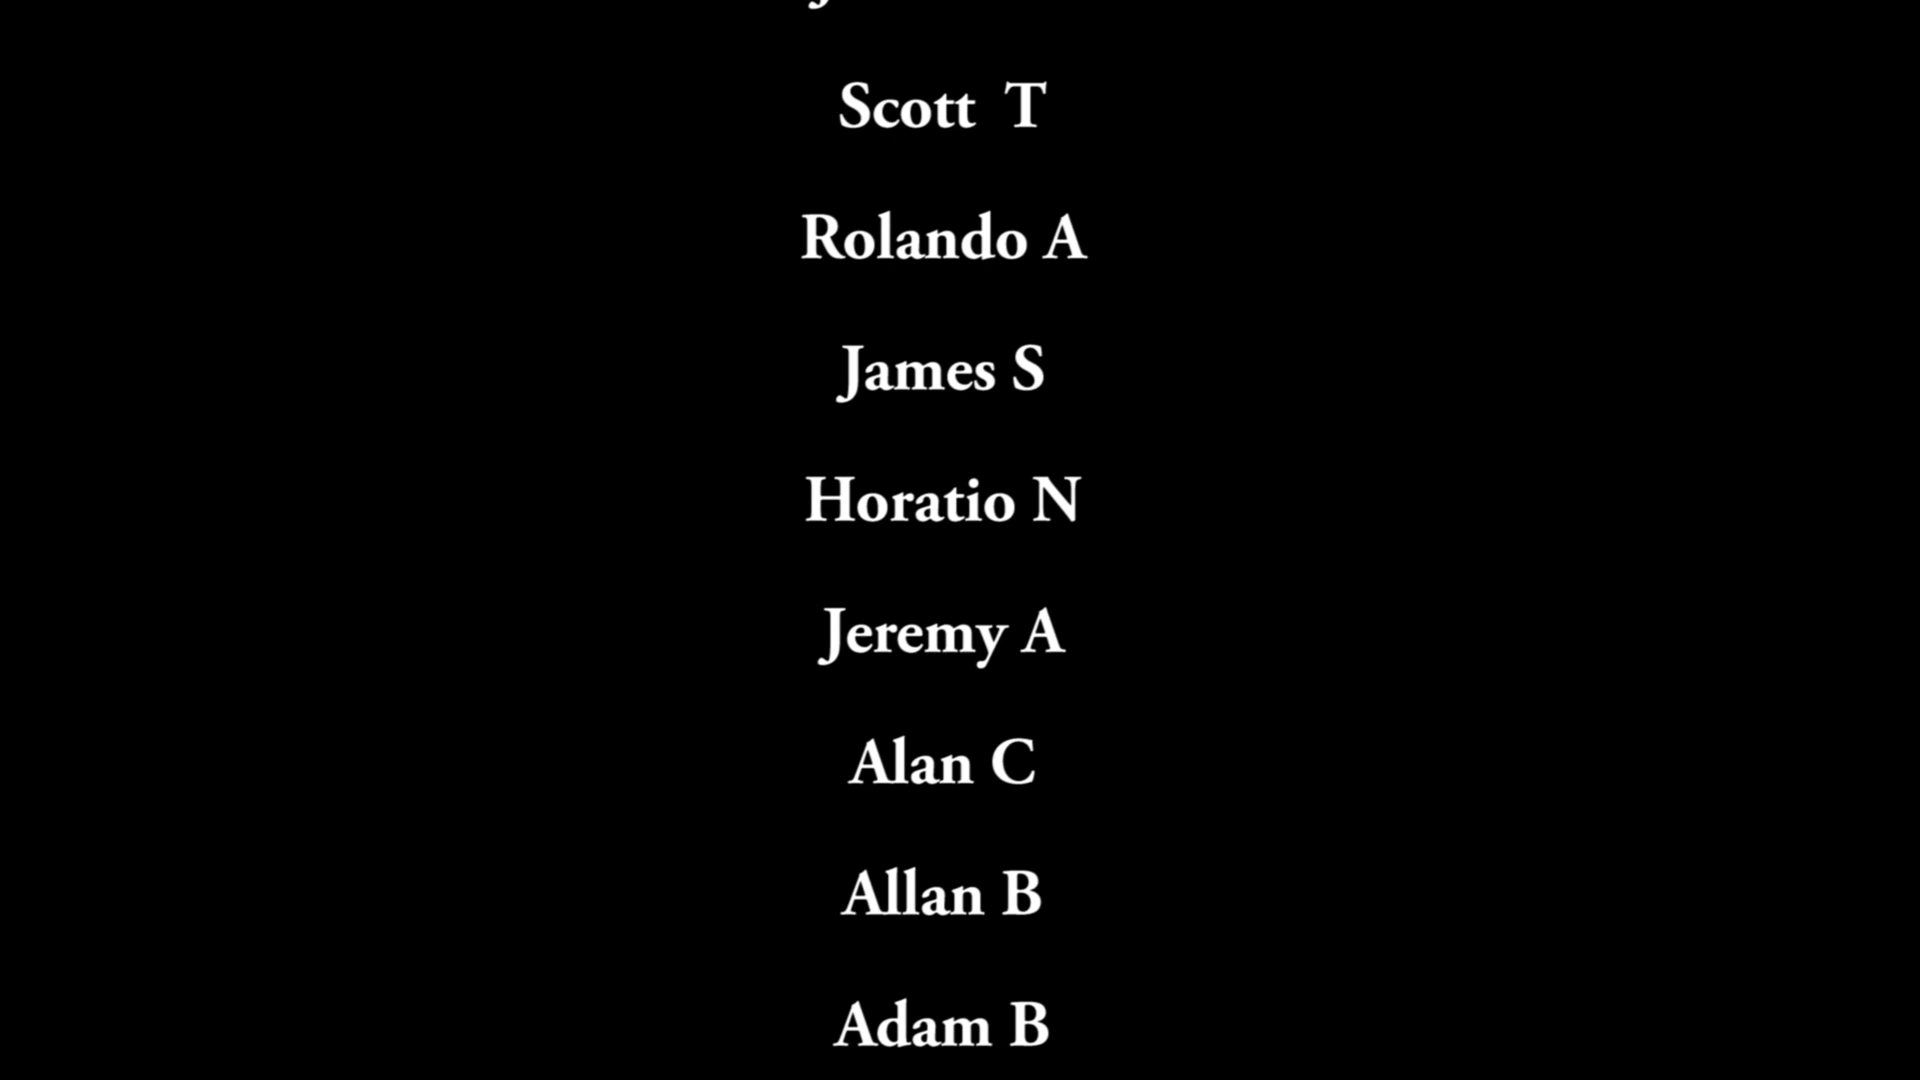 Scott  T
Rolando A
James S
Horatio N
Jeremy A
Alan C
Allan B
Adam B